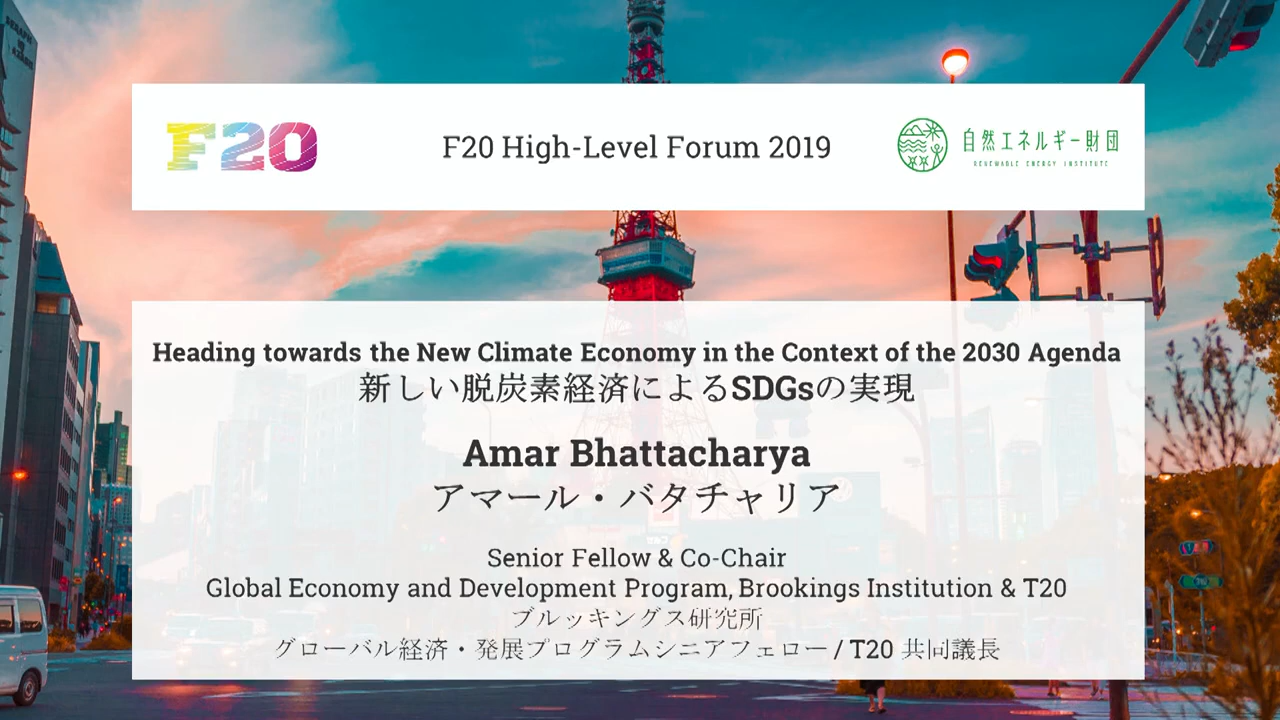 F20
F20 High-Level Forum 2019
自然エネルギー財団
RENEWABLE ENERGY INSTITUTE
Heading towards the New Climate Economy in the Context of the 2030 Agenda
新しい脱炭素経済によるSDGsの実現
Amar Bhattacharya
アマール・バタチャリア
Senior Fellow & Co-Chair
Global Economy and Development Program, Brookings Institution & T20
ブルッキングス研究所
グローバル経済・発展プログラムシニアフェロー / T20 共同議長